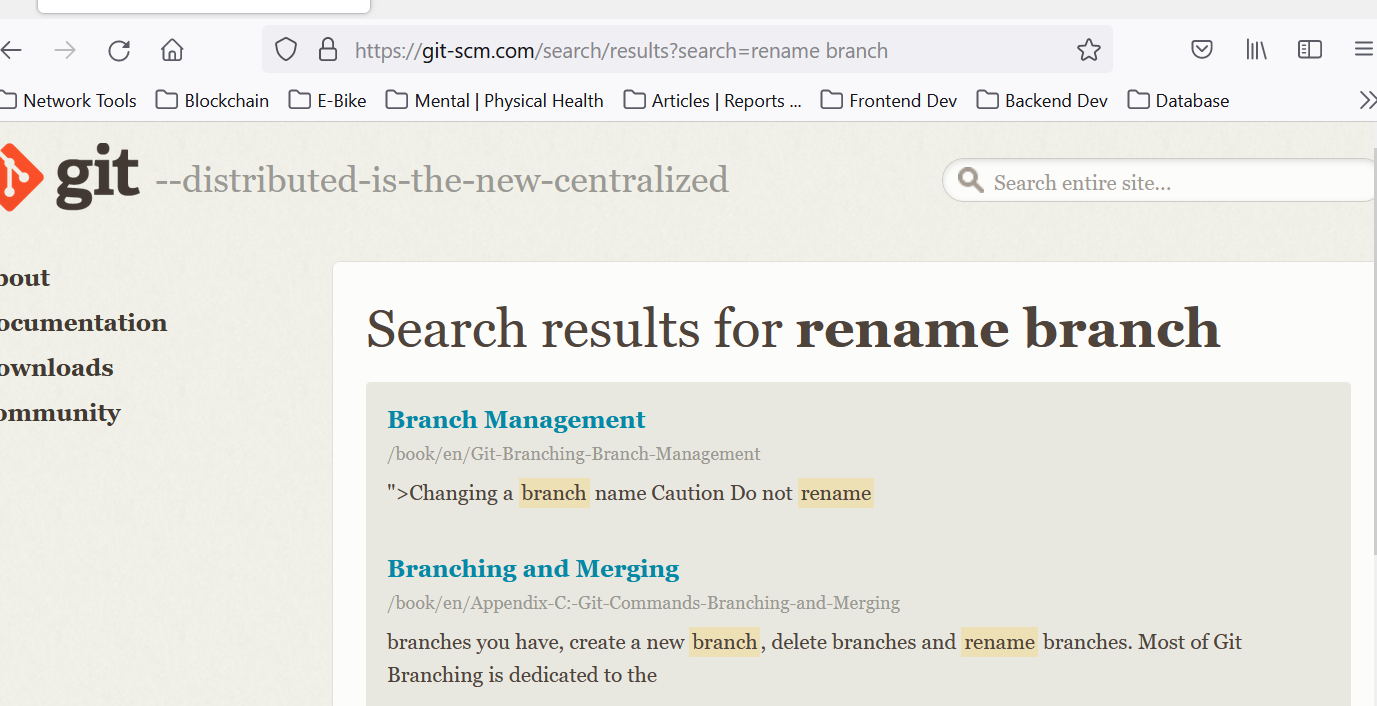 https://git-scm.com/search/results?search=rename branch
Network Tools Blockchain E-Bike Mental | Physical Health Articles | Reports ... Frontend Dev Backend Dev Database
git --distributed-is-the-new-centralized
Search entire site...
bout
ocumentation
ownloads
ommunity
Search results for rename branch
Branch Management
/book/en/Git-Branching-Branch-Management
">Changing a branch name Caution Do not rename
Branching and Merging
/book/en/Appendix-C:-Git-Commands-Branching-and-Merging
branches you have, create a new branch, delete branches and rename branches. Most of Git
Branching is dedicated to the